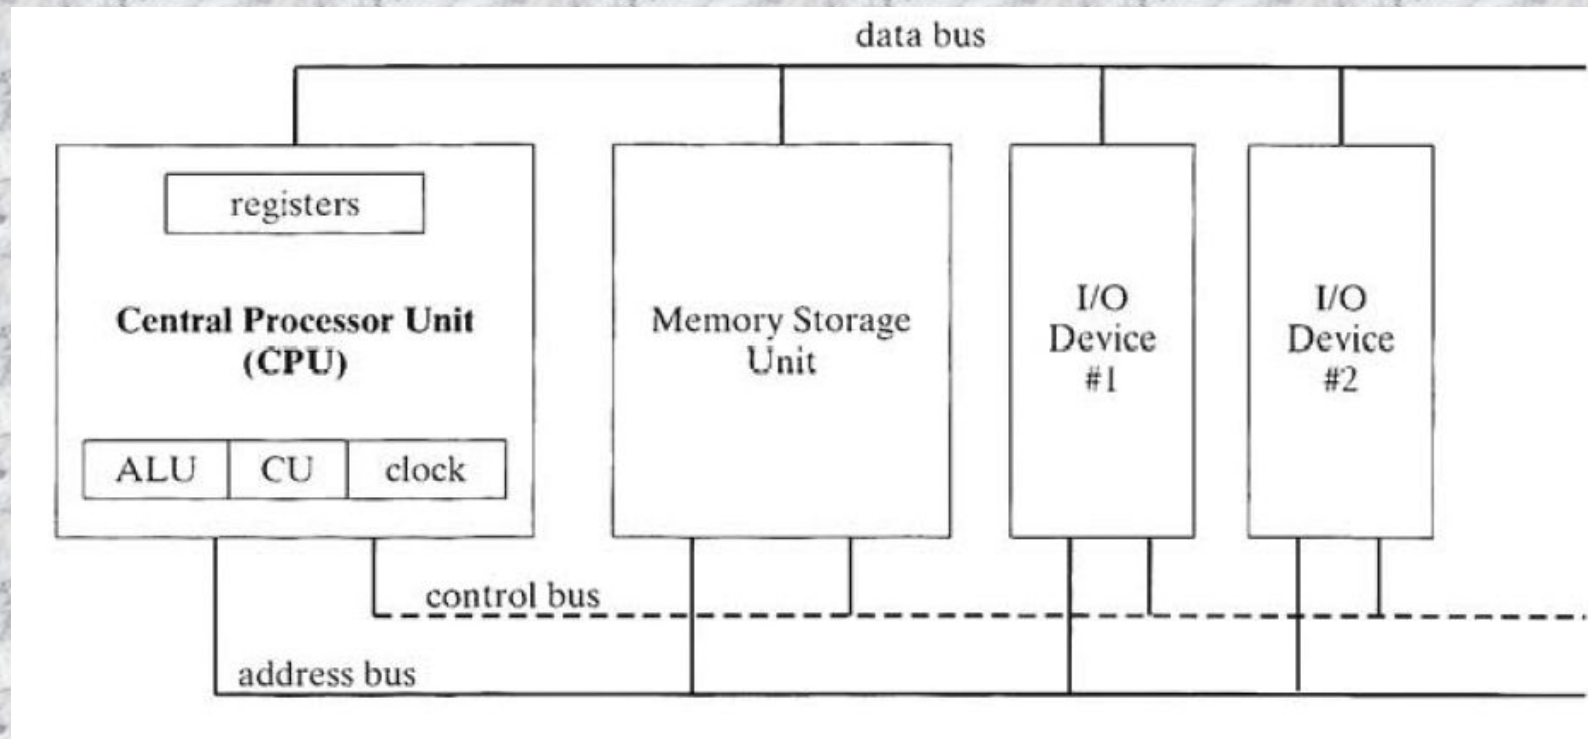 data bus
registers
Central Processor Unit
(CPU)
ALU CU clock
Memory Storage
Unit
I/O
Device
#1
I/O
Device
#2
control bus
address bus